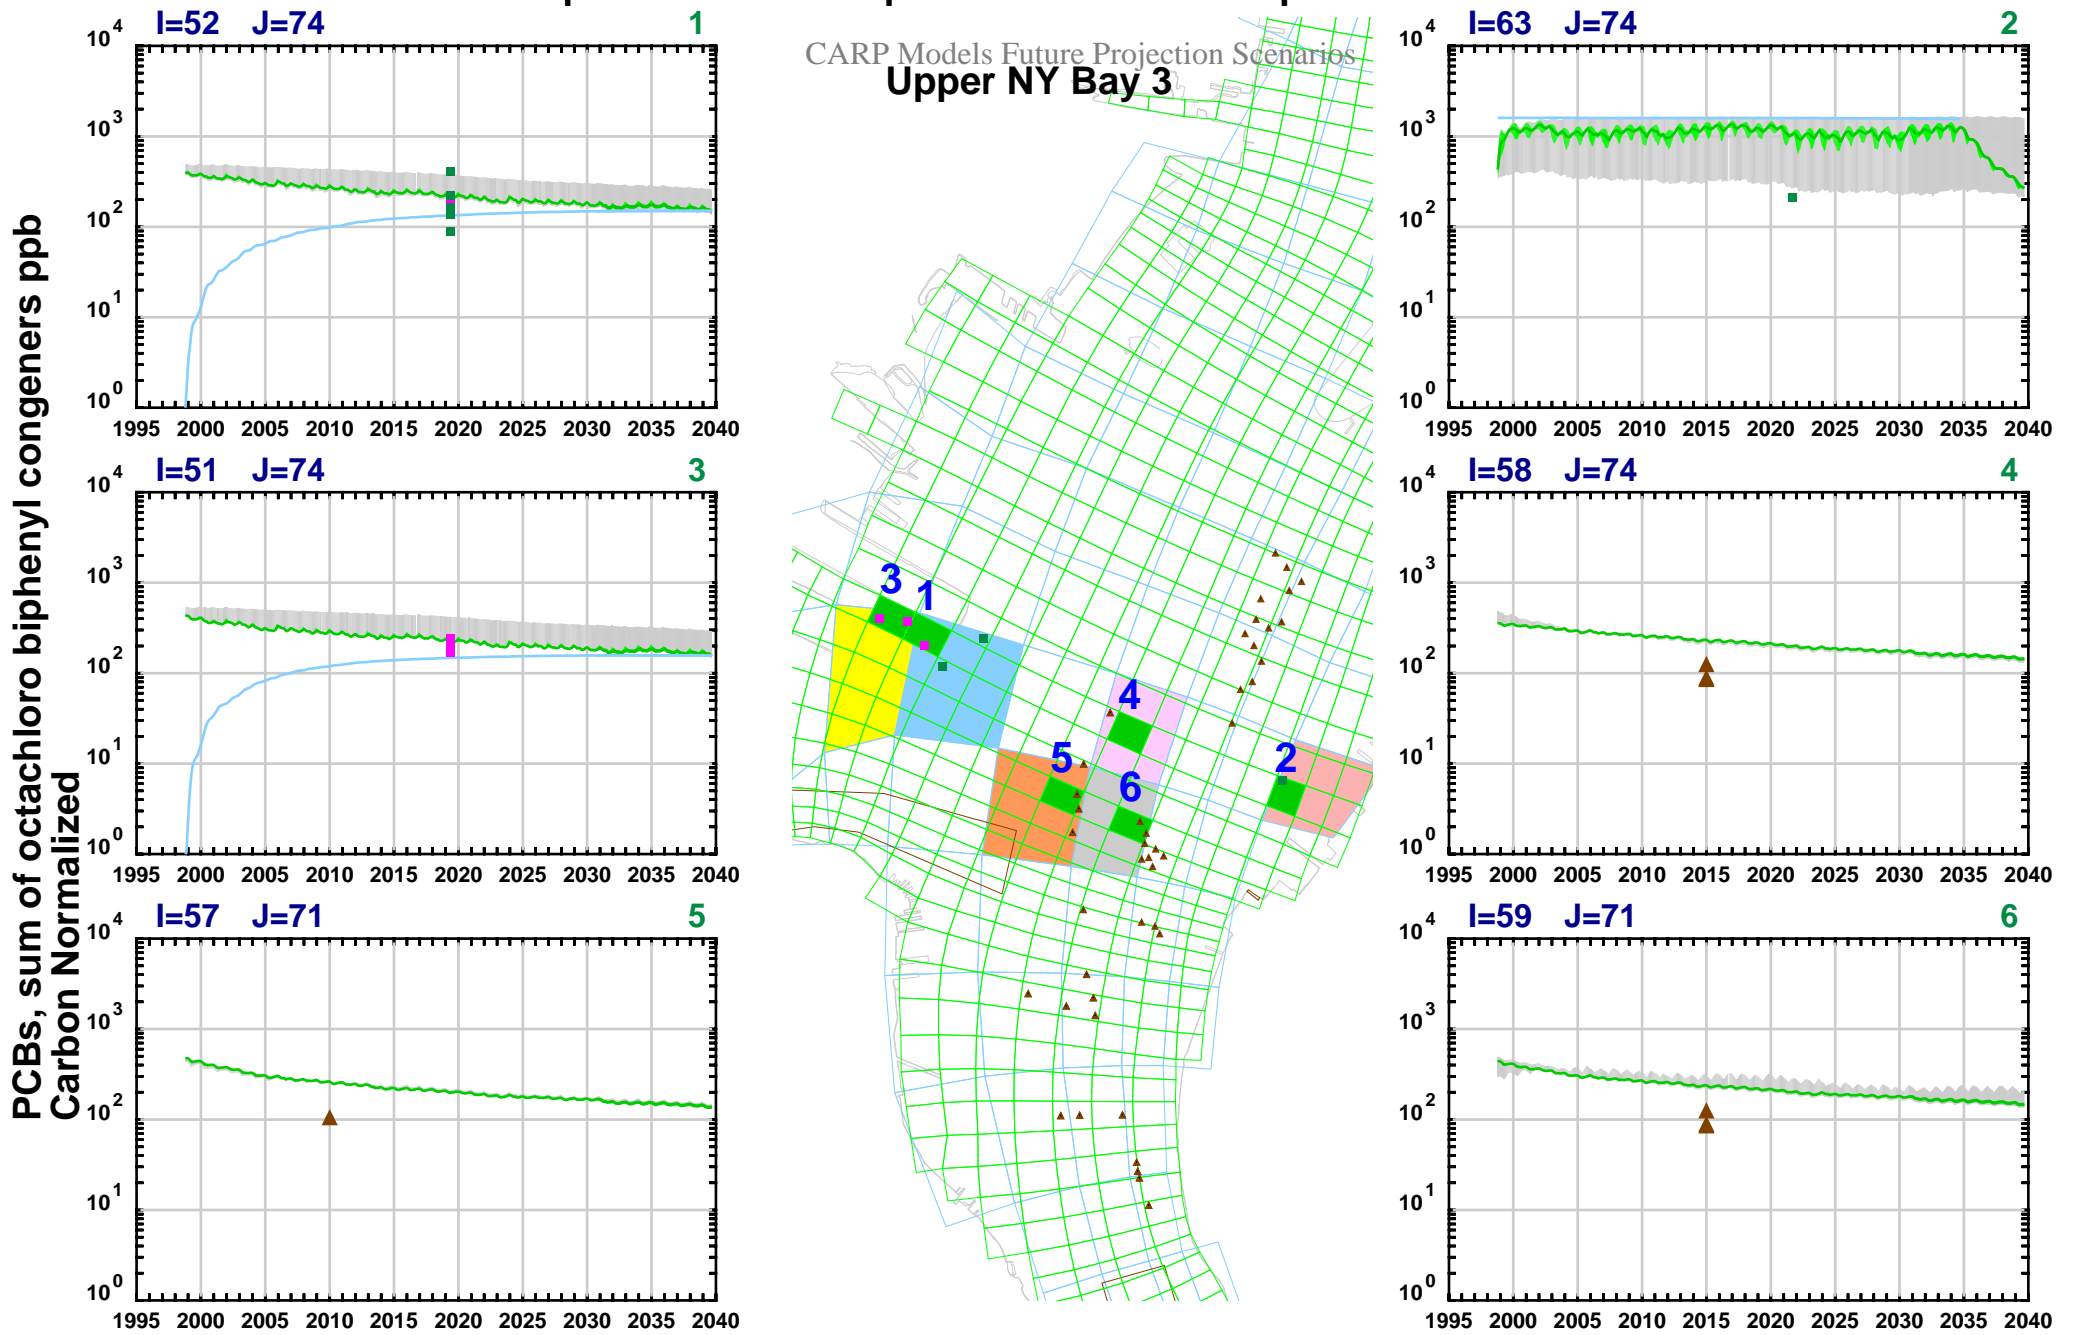 CARP Models Future Projection Scenarios
Upper NY Bay 3
PCBs, sum of octachloro biphenyl congeners ppb
Carbon Normalized
I=52 J=74 1
10^4
10^3
10^2
10^1
10^0
1995 2000 2005 2010 2015 2020 2025 2030 2035 2040
I=63 J=74 2
10^4
10^3
10^2
10^1
10^0
1995 2000 2005 2010 2015 2020 2025 2030 2035 2040
I=51 J=74 3
10^4
10^3
10^2
10^1
10^0
1995 2000 2005 2010 2015 2020 2025 2030 2035 2040
I=58 J=74 4
10^4
10^3
10^2
10^1
10^0
1995 2000 2005 2010 2015 2020 2025 2030 2035 2040
I=57 J=71 5
10^4
10^3
10^2
10^1
10^0
1995 2000 2005 2010 2015 2020 2025 2030 2035 2040
I=59 J=71 6
10^4
10^3
10^2
10^1
10^0
1995 2000 2005 2010 2015 2020 2025 2030 2035 2040
3 1
4
5 2
6